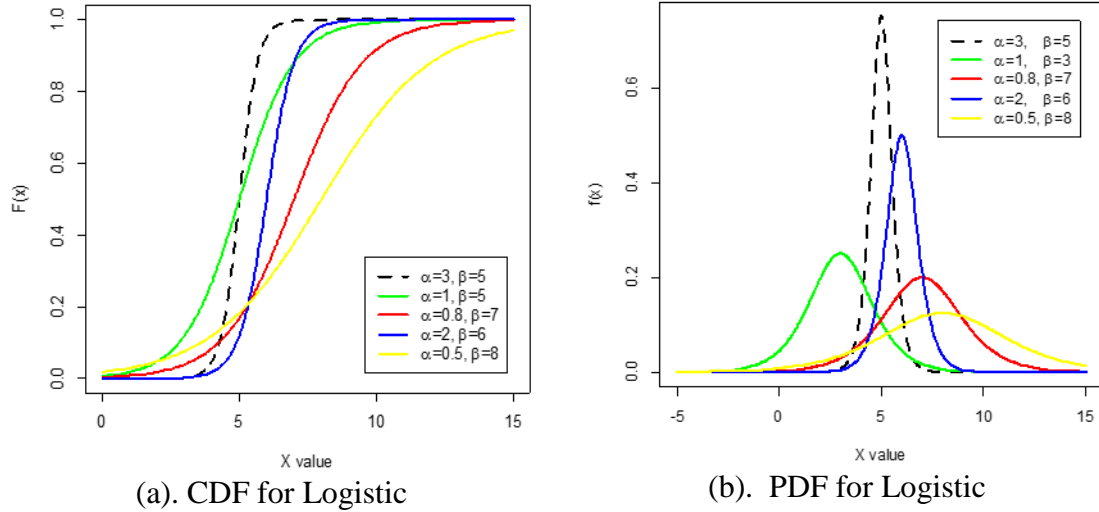 1.0
0.8
0.6
0.4
0.2
0.0
F(x)
α=3, β=5
α=1, β=5
α=0.8, β=7
α=2, β=6
α=0.5, β=8
0 5 10 15
X value
(a). CDF for Logistic
0.6
0.4
0.2
0.0
f(x)
α=3, β=5
α=1, β=3
α=0.8, β=7
α=2, β=6
α=0.5, β=8
-5 0 5 10 15
X value
(b). PDF for Logistic